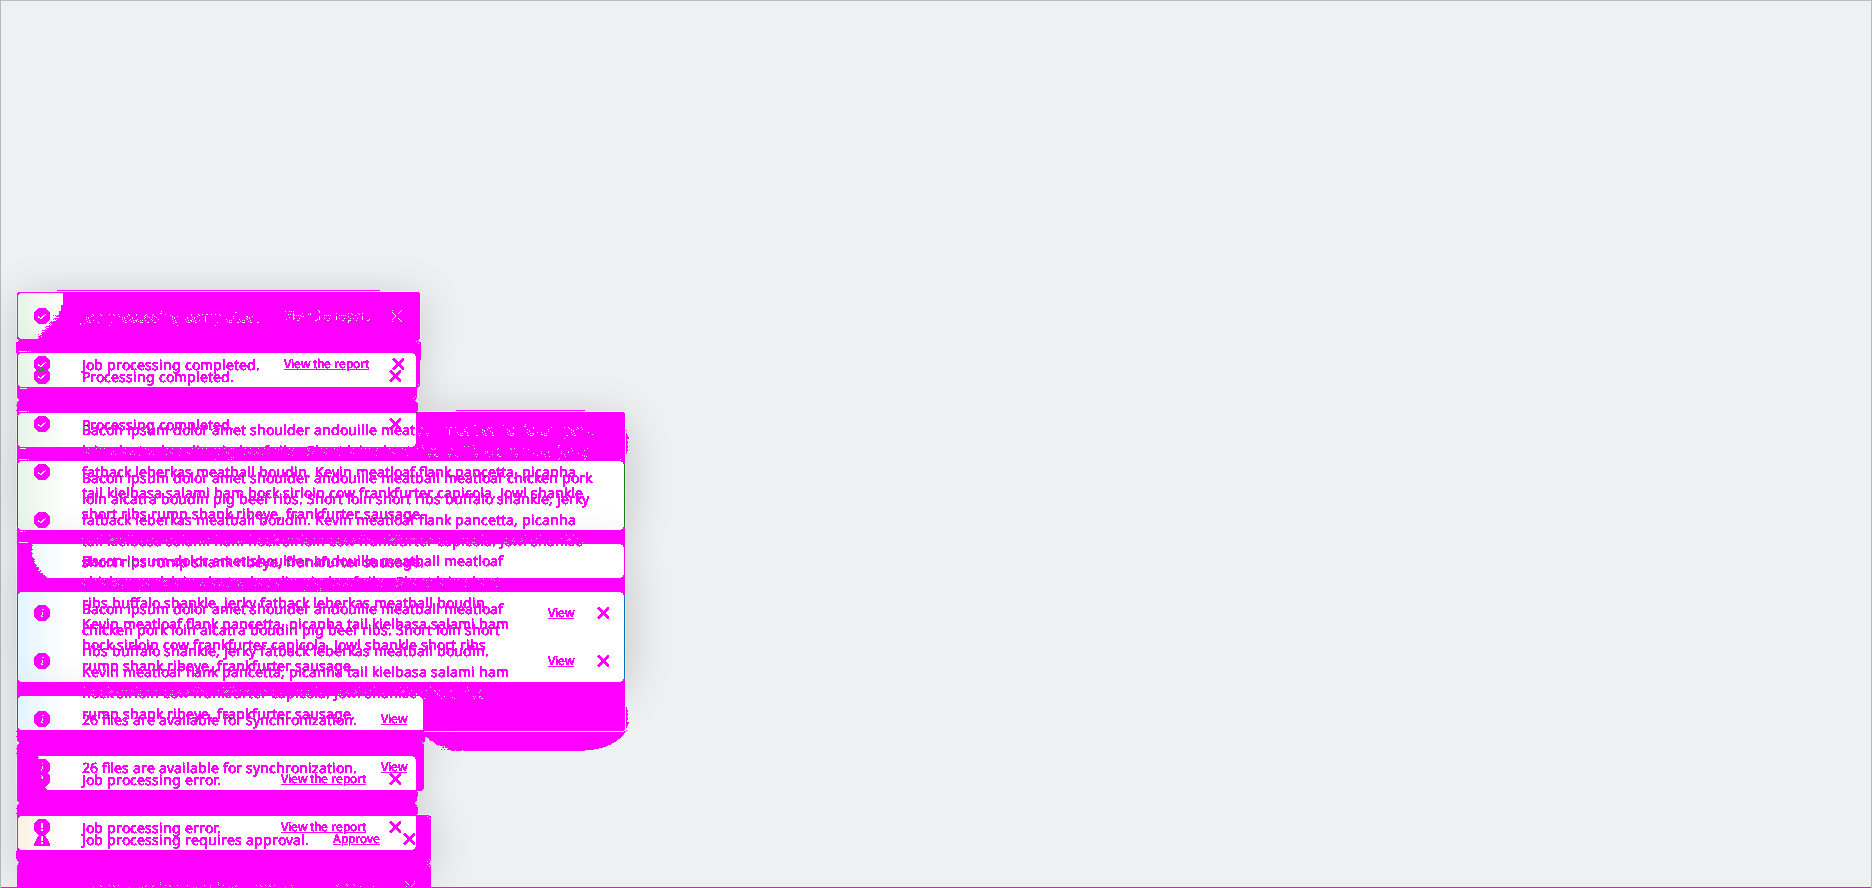 View the report
Job processing completed. View the report
Processing completed.
Processing completed.
Bacon ipsum dolor amet shoulder andouille
fatback leberkas meatball boudin. Kevin meatloaf flank pancetta, picanha
Bacon ipsum dolor amet shoulder andouille meatball meatloaf chicken pork
tail kielbasa salami ham hock sirloin cow frankfurter capicola. Jowl shankle
loin alcatra boudin pig beef ribs. Short loin short ribs buffalo shankle, jerky
short ribs rump shank ribeye, frankfurter sausage.
fatback leberkas meatball boudin. Kevin meatloaf flank pancetta, picanha
Bacon ipsum dolor amet shoulder andouille meatball meatloaf
short ribs rump shank ribeye, frankfurter sausage.
ribs buffalo shankle, jerky fatback leberkas meatball boudin.
Bacon ipsum dolor amet shoulder andouille meatball meatloaf View
Kevin meatloaf flank pancetta, picanha tail kielbasa salami ham
chicken pork loin alcatra boudin pig beef ribs. Short loin short
hock sirloin cow frankfurter capicola. Jowl shankle short ribs
ribs buffalo shankle, jerky fatback leberkas meatball boudin.
View
rump shank ribeye, frankfurter sausage.
Kevin meatloaf flank pancetta, picanha tail kielbasa salami ham
rump shank ribeye, frankfurter sausage.
26 files are available for synchronization. View
26 files are available for synchronization. View
Job processing error. View the report
Job processing error. View the report
Job processing requires approval. Approve